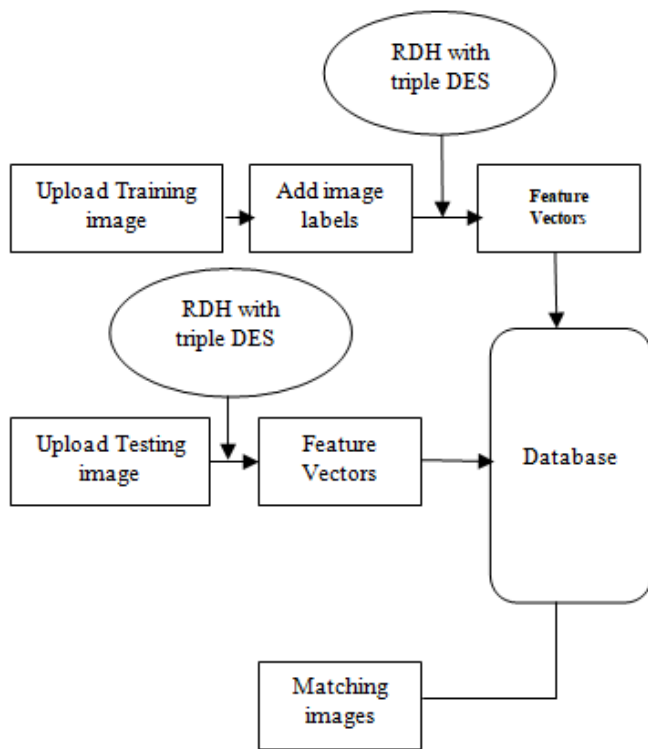 RDH with
triple DES
Upload Training
image
Add image
labels
Feature
Vectors
RDH with
triple DES
Upload Testing
image
Feature
Vectors
Database
Matching
images